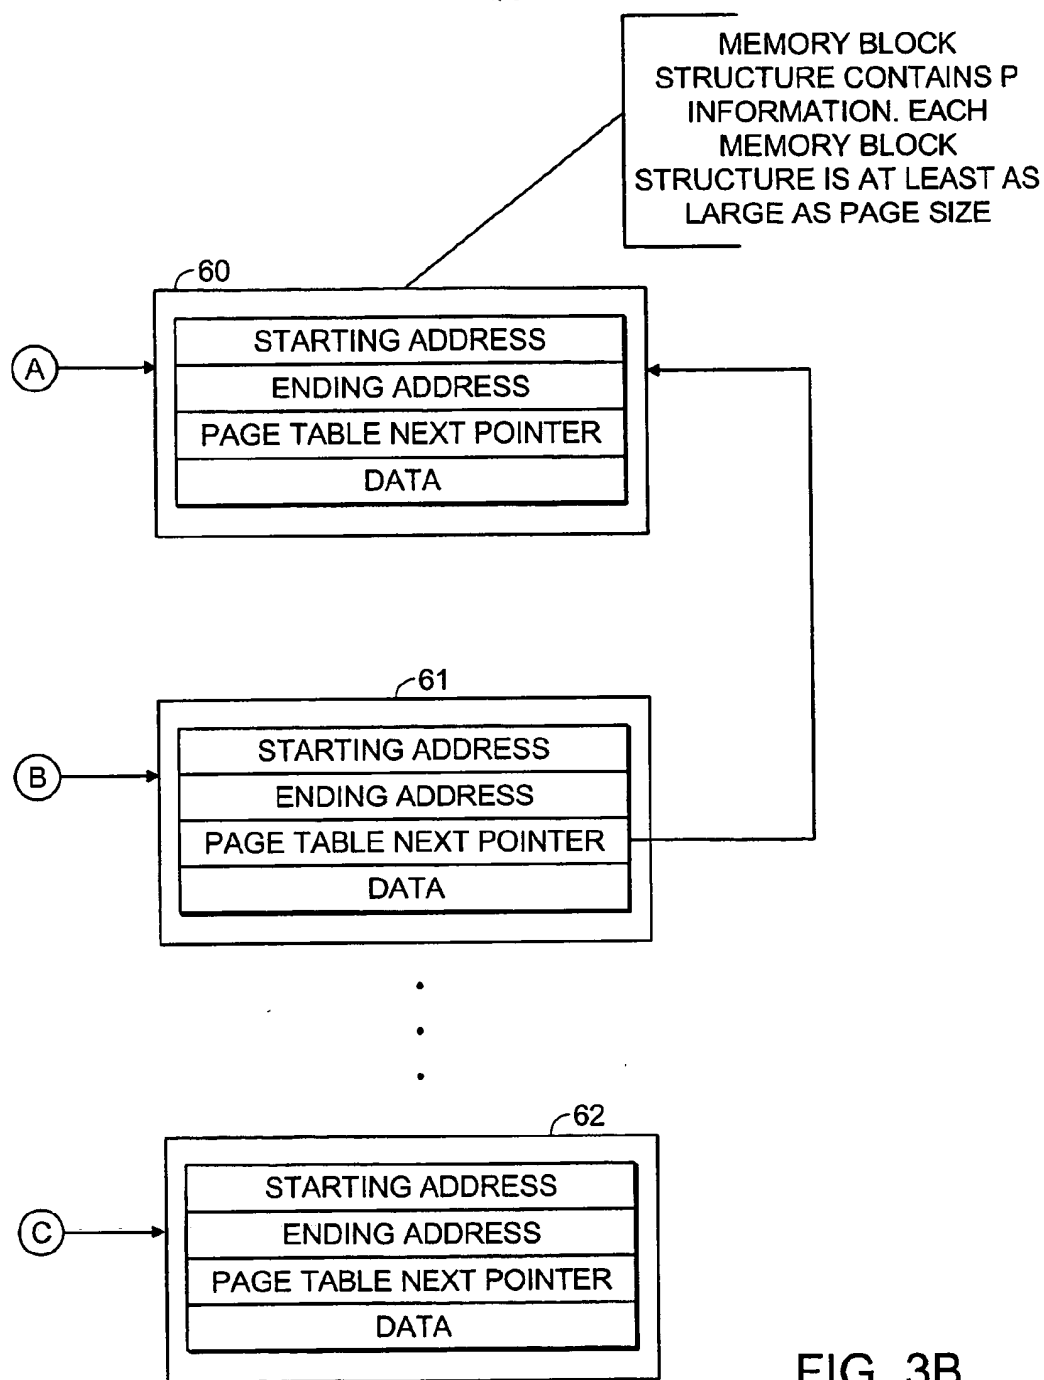 MEMORY BLOCK
STRUCTURE CONTAINS P
INFORMATION. EACH
MEMORY BLOCK
STRUCTURE IS AT LEAST AS
LARGE AS PAGE SIZE
60
A
STARTING ADDRESS
ENDING ADDRESS
PAGE TABLE NEXT POINTER
DATA
61
B
STARTING ADDRESS
ENDING ADDRESS
PAGE TABLE NEXT POINTER
DATA
62
C
STARTING ADDRESS
ENDING ADDRESS
PAGE TABLE NEXT POINTER
DATA
FIG. 3B